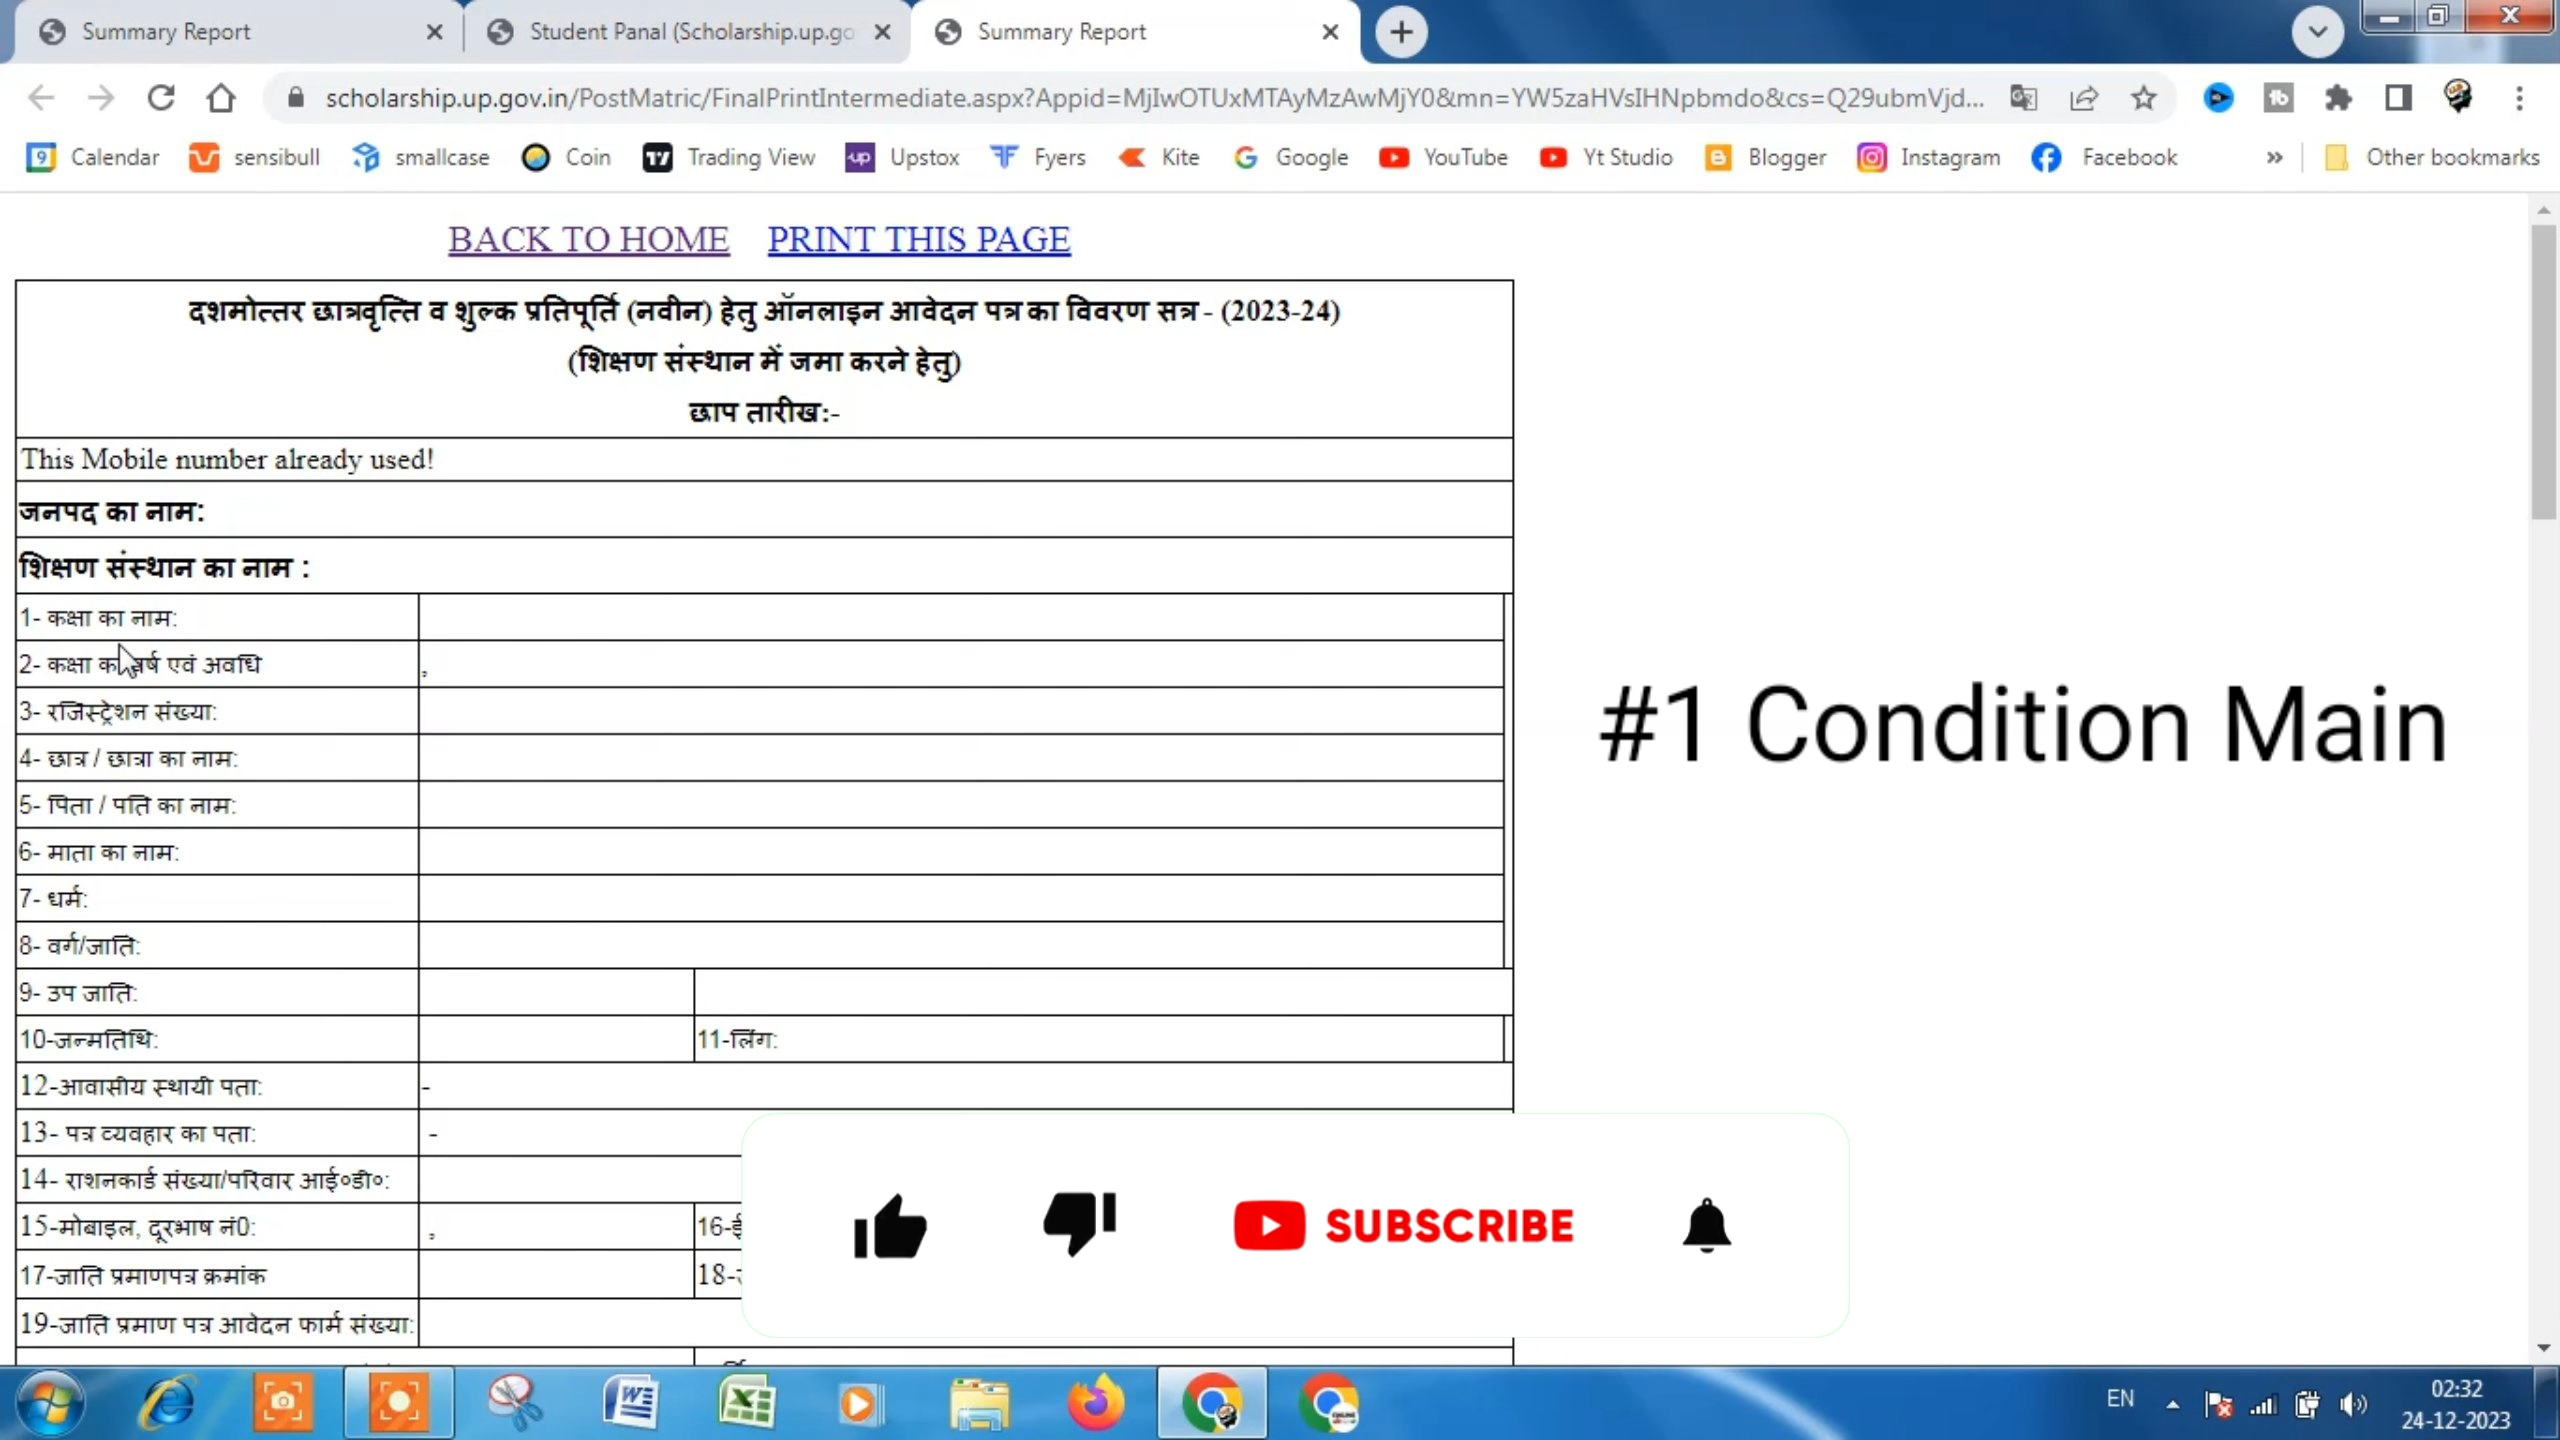 Summary Report
Student Panal (Scholarship.up.go
Summary Report
scholarship.up.gov.in/PostMatric/FinalPrintIntermediate.aspx?Appid=MjIwOTUxMTAyMzAwMjY0&mn=YW5zaHVsIHNpbmdo&cs=Q29ubmVjd...
Calendar
sensibull
smallcase
Coin
Trading View
Upstox
Fyers
Kite
Google
YouTube
Yt Studio
Blogger
Instagram
Facebook
»
Other bookmarks
BACK TO HOME PRINT THIS PAGE
दशमोत्तर छात्रवृत्ति व शुल्क प्रतिपूर्ति (नवीन) हेतु ऑनलाइन आवेदन पत्र का विवरण सत्र - (2023-24)
(शिक्षण संस्थान में जमा करने हेतु)
छाप तारीख:-
This Mobile number already used!
जनपद का नाम:
शिक्षण संस्थान का नाम :
1- कक्षा का नाम:
2- कक्षा का वर्ष एवं अवधि ,
3- रजिस्ट्रेशन संख्या:
4- छात्र / छात्रा का नाम:
5- पिता / पति का नाम:
6- माता का नाम:
7- धर्म:
8- वर्ग/जाति:
9- उप जाति:
10-जन्मतिथि: 11-लिंग:
12-आवासीय स्थायी पता: -
13- पत्र व्यवहार का पता: -
14- राशनकार्ड संख्या/परिवार आई०डी०:
15-मोबाइल, दूरभाष नं0: , 16-ई
17-जाति प्रमाणपत्र क्रमांक 18-
19-जाति प्रमाण पत्र आवेदन फार्म संख्या:
#1 Condition Main
SUBSCRIBE
EN
02:32
24-12-2023